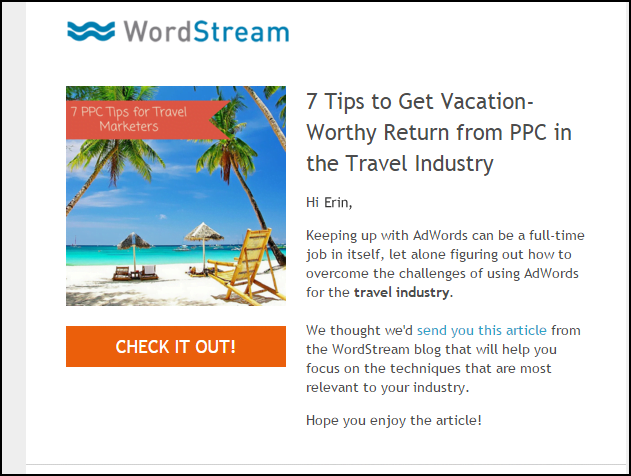 WordStream
7 PPC Tips for Travel
Marketers
CHECK IT OUT!
7 Tips to Get Vacation-
Worthy Return from PPC in
the Travel Industry
Hi Erin,
Keeping up with AdWords can be a full-time
job in itself, let alone figuring out how to
overcome the challenges of using AdWords
for the travel industry.
We thought we'd send you this article from
the WordStream blog that will help you
focus on the techniques that are most
relevant to your industry.
Hope you enjoy the article!